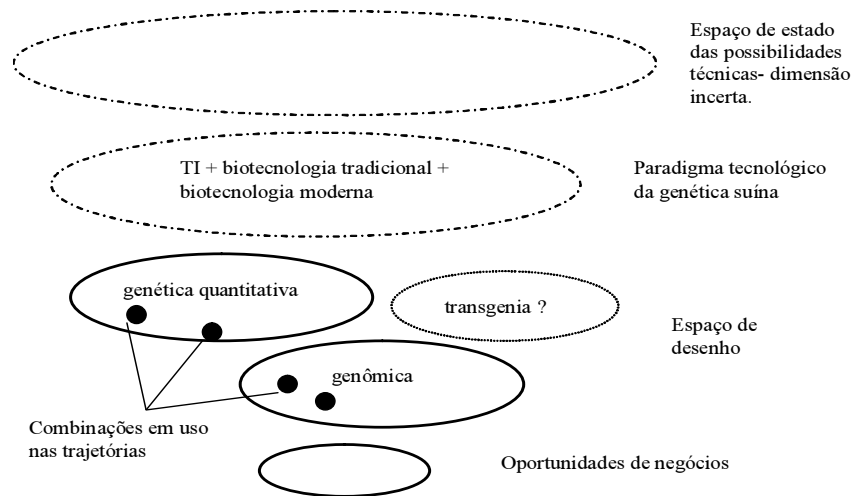 Espaço de estado
das possibilidades
técnicas- dimensão
incerta.
TI + biotecnologia tradicional +
biotecnologia moderna
Paradigma tecnológico
da genética suína
genética quantitativa
transgenia ?
Espaço de
desenho
genômica
Combinações em uso
nas trajetórias
Oportunidades de negócios